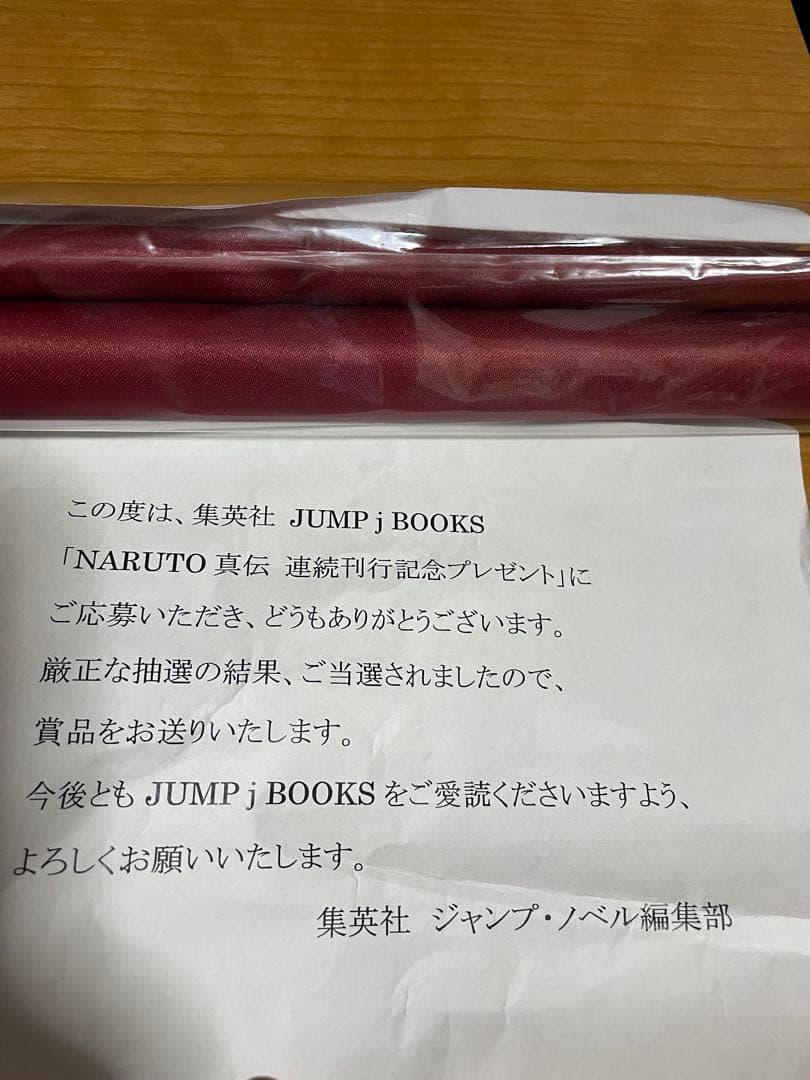 この度は、集英社 JUMP j BOOKS
「NARUTO 真伝 連続刊行記念プレゼント」に
ご応募いただき、どうもありがとうございます。
厳正な抽選の結果、ご当選されましたので、
賞品をお送りいたします。
今後とも JUMP j BOOKS をご愛読くださいますよう、
よろしくお願いいたします。
集英社 ジャンプ・ノベル編集部